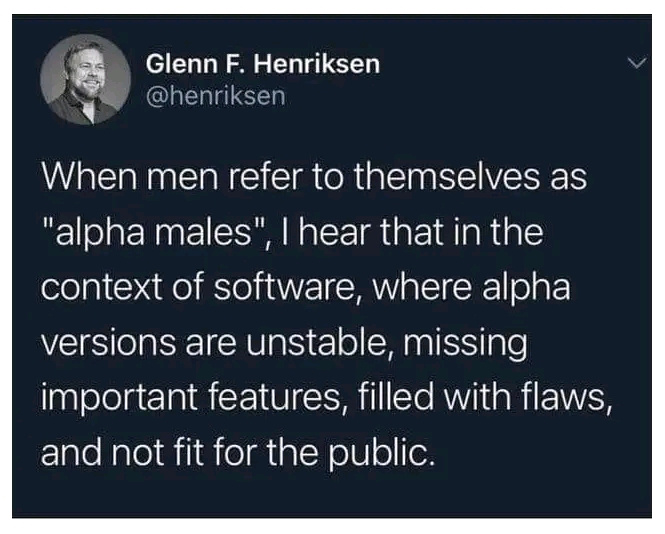 Glenn F. Henriksen
@henriksen
When men refer to themselves as
"alpha males", I hear that in the
context of software, where alpha
versions are unstable, missing
important features, filled with flaws,
and not fit for the public.